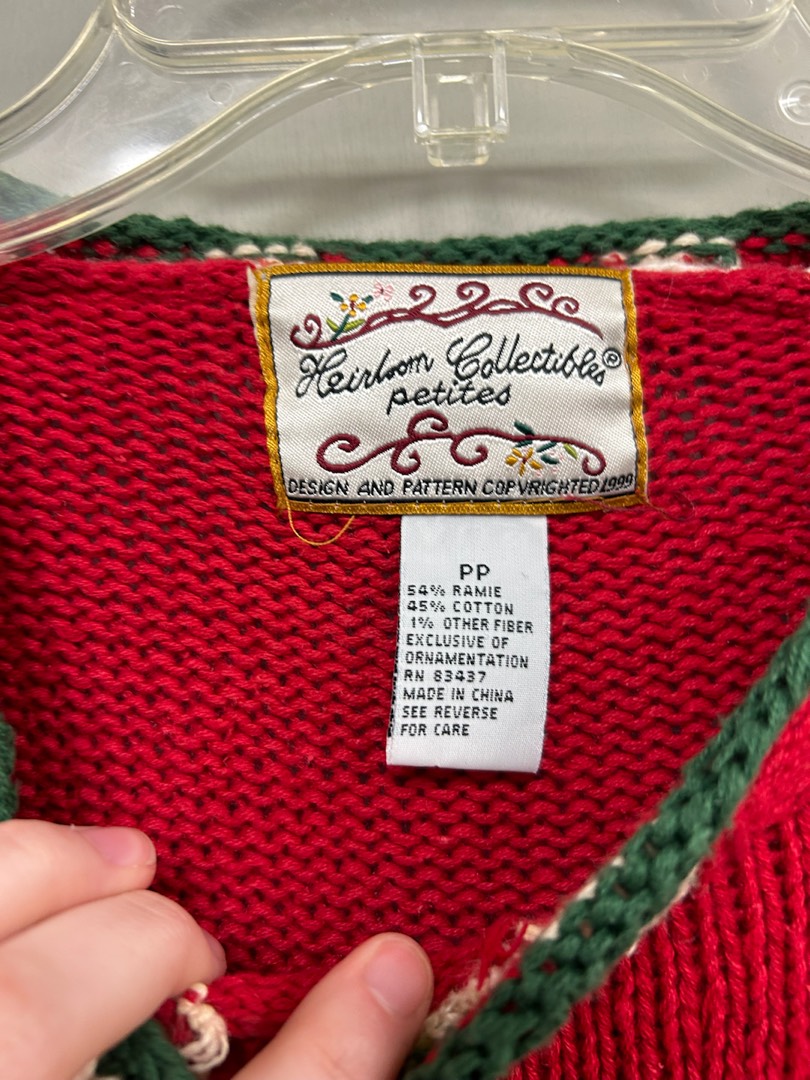 Heirloom Collectibles®
petites
DESIGN AND PATTERN COPYRIGHTED 1999
PP
54% RAMIE
45% COTTON
1% OTHER FIBER
EXCLUSIVE OF
ORNAMENTATION
RN 83437
MADE IN CHINA
SEE REVERSE
FOR CARE